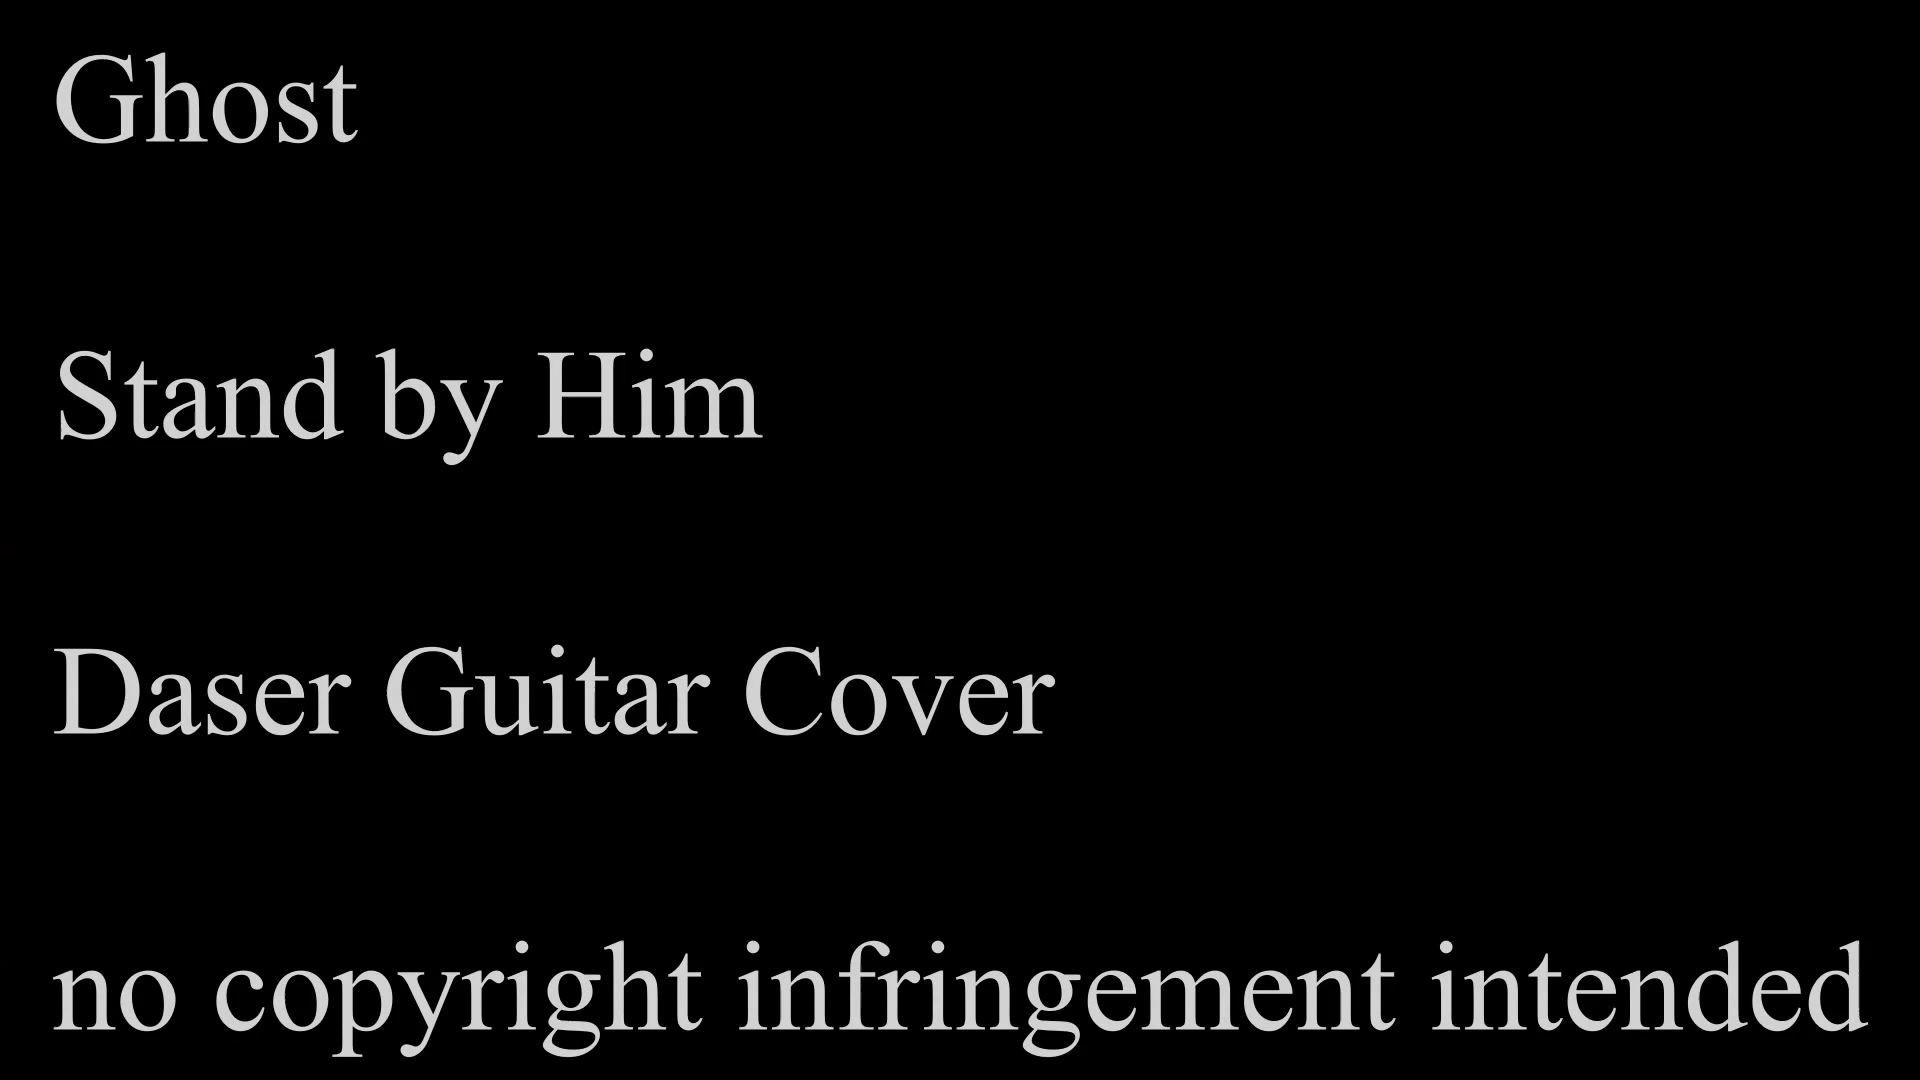 Ghost
Stand by Him
Daser Guitar Cover
no copyright infringement intended